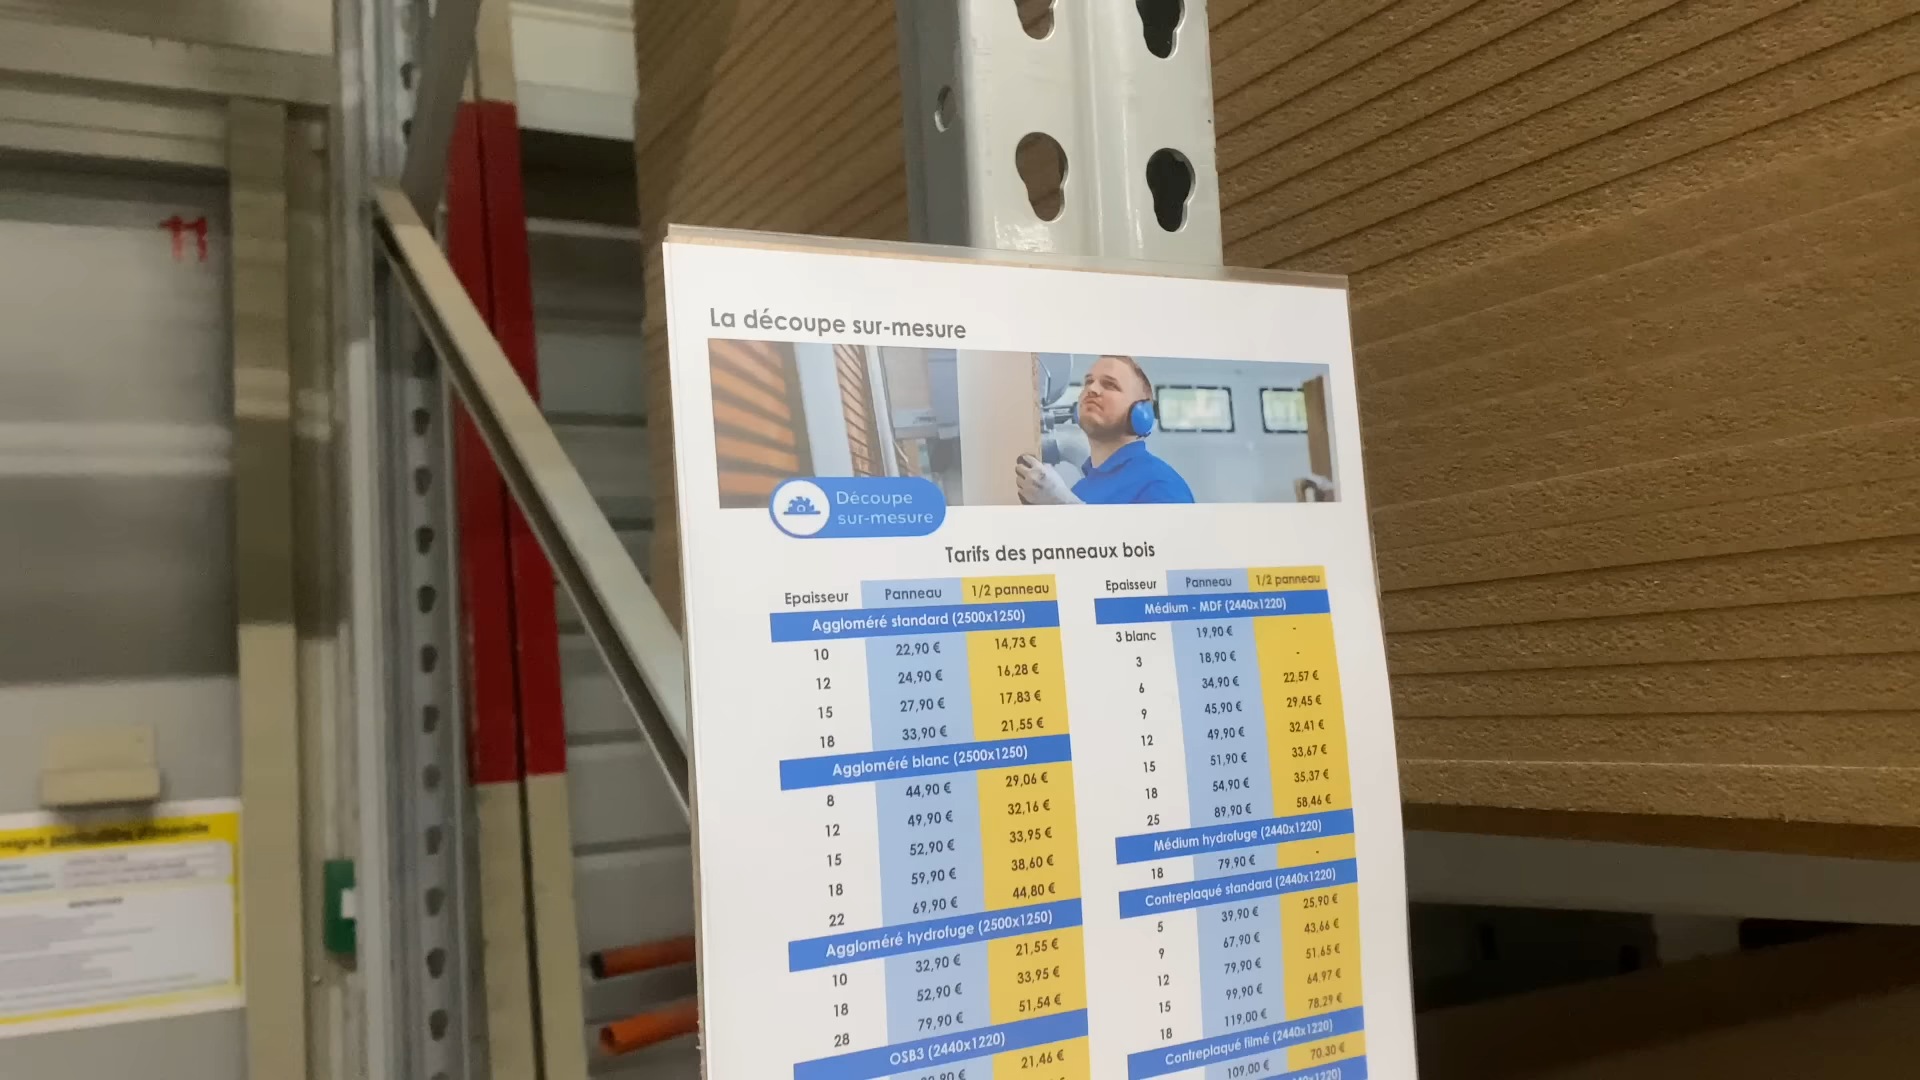 11
La découpe sur-mesure
Découpe
sur-mesure
Tarifs des panneaux bois
Epaisseur Panneau 1/2 panneau
Aggloméré standard (2500x1250)
10 22,90 € 14,73 €
12 24,90 € 16,28 €
15 27,90 € 17,83 €
18 33,90 € 21,55 €
Aggloméré blanc (2500x1250)
8 44,90 € 29,06 €
12 49,90 € 32,16 €
15 52,90 € 33,95 €
18 59,90 € 38,60 €
22 69,90 € 44,80 €
Aggloméré hydrofuge (2500x1250)
10 32,90 € 21,55 €
18 52,90 € 33,95 €
28 79,90 € 51,54 €
OSB3 (2440x1220)
21,46 €
Epaisseur Panneau 1/2 panneau
Médium - MDF (2440x1220)
3 blanc 19,90 € -
3 18,90 € -
6 34,90 € 22,57 €
9 45,90 € 29,45 €
12 49,90 € 32,41 €
15 51,90 € 33,67 €
18 54,90 € 35,37 €
25 89,90 € 58,46 €
Médium hydrofuge (2440x1220)
18 79,90 € -
Contreplaqué standard (2440x1220)
5 39,90 € 25,90 €
9 67,90 € 43,66 €
12 79,90 € 51,65 €
15 99,90 € 64,97 €
18 119,00 € 78,29 €
Contreplaqué filmé (2440x1220)
109,00 € 70,30 €